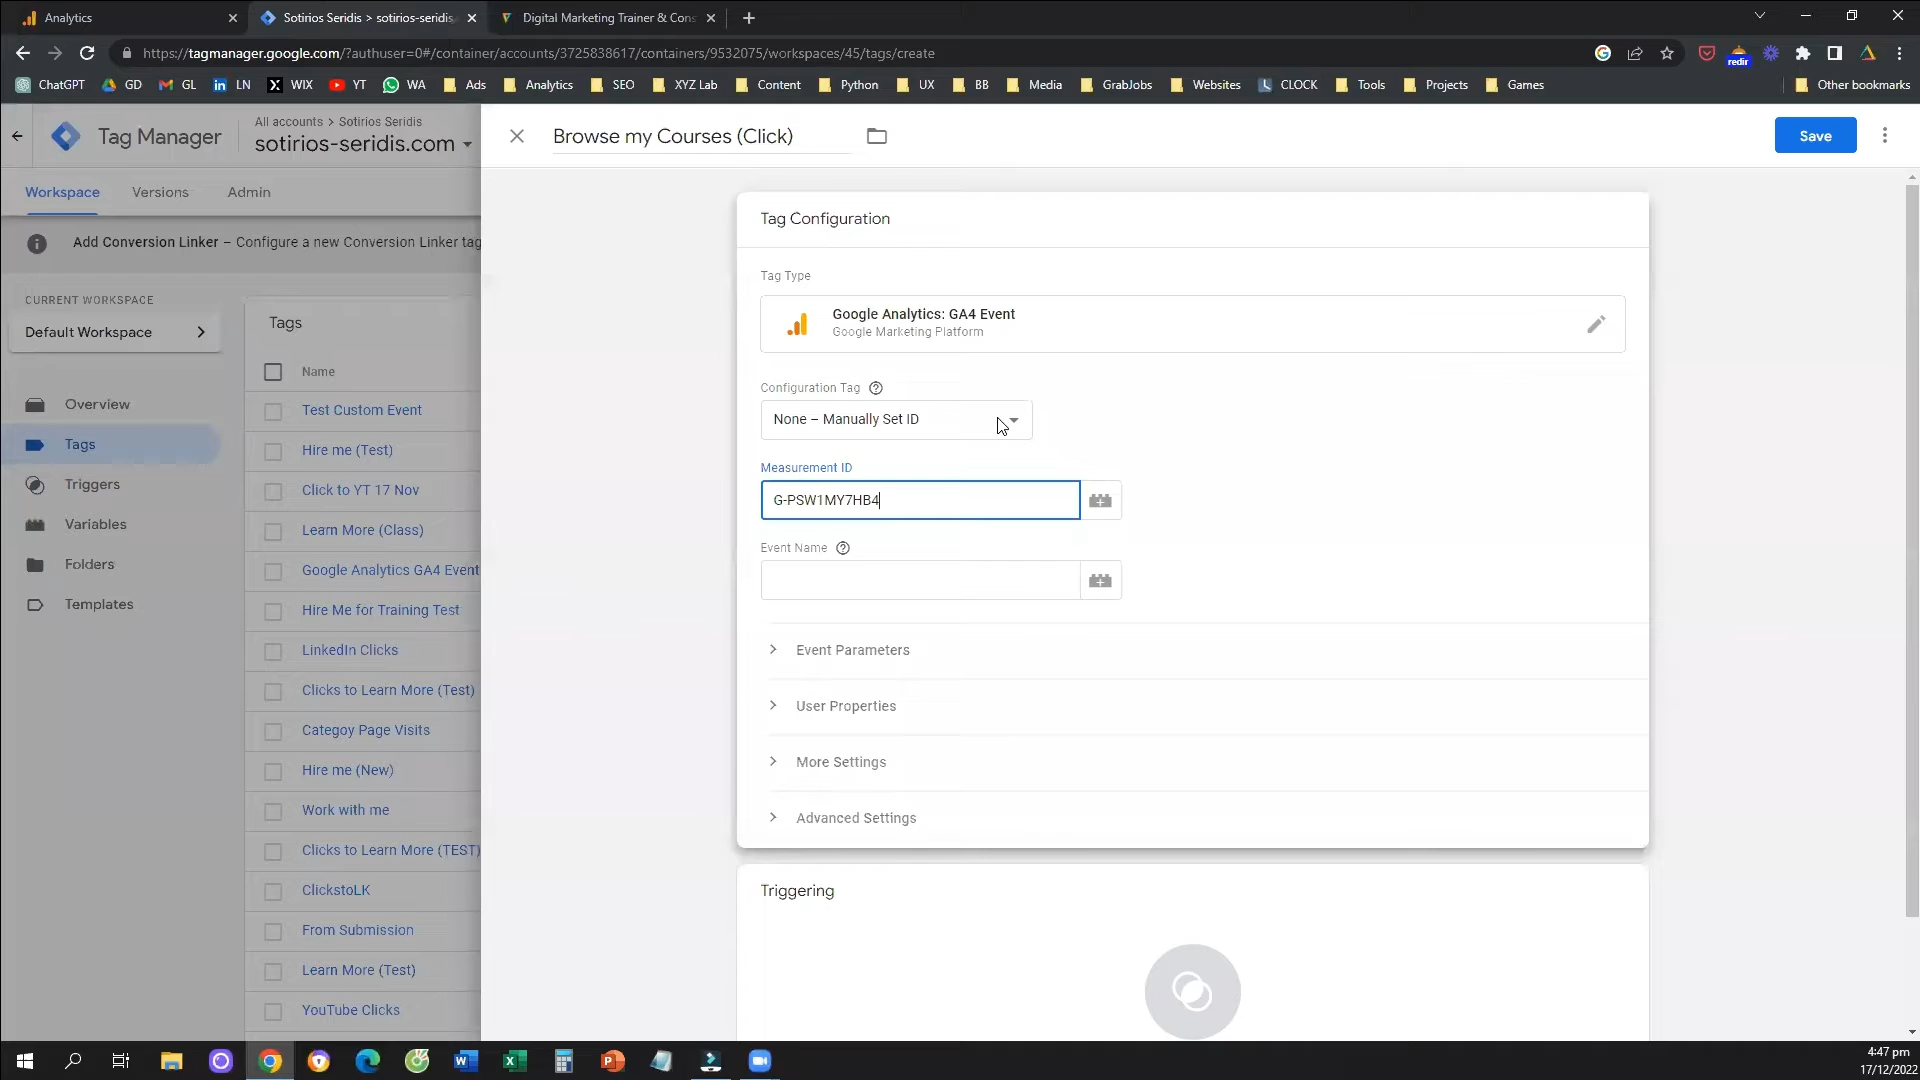 Analytics
Sotirios Seridis > sotirios-seridis
Digital Marketing Trainer & Cons
https://tagmanager.google.com/?authuser=0#/container/accounts/3725838617/containers/9532075/workspaces/45/tags/create
redir
ChatGPT
GD
GL
LN
WIX
YT
WA
Ads
Analytics
SEO
XYZ Lab
Content
Python
UX
BB
Media
GrabJobs
Websites
CLOCK
Tools
Projects
Games
Other bookmarks
Tag Manager
All accounts > Sotirios Seridis
sotirios-seridis.com
Browse my Courses (Click)
Save
Workspace
Versions
Admin
Add Conversion Linker – Configure a new Conversion Linker tag
CURRENT WORKSPACE
Default Workspace
Overview
Tags
Triggers
Variables
Folders
Templates
Tags
Name
Test Custom Event
Hire me (Test)
Click to YT 17 Nov
Learn More (Class)
Google Analytics GA4 Event
Hire Me for Training Test
LinkedIn Clicks
Clicks to Learn More (Test)
Categoy Page Visits
Hire me (New)
Work with me
Clicks to Learn More (TEST)
ClickstoLK
From Submission
Learn More (Test)
YouTube Clicks
Tag Configuration
Tag Type
Google Analytics: GA4 Event
Google Marketing Platform
Configuration Tag
None – Manually Set ID
Measurement ID
G-PSW1MY7HB4
Event Name
Event Parameters
User Properties
More Settings
Advanced Settings
Triggering
4:47 pm
17/12/2022